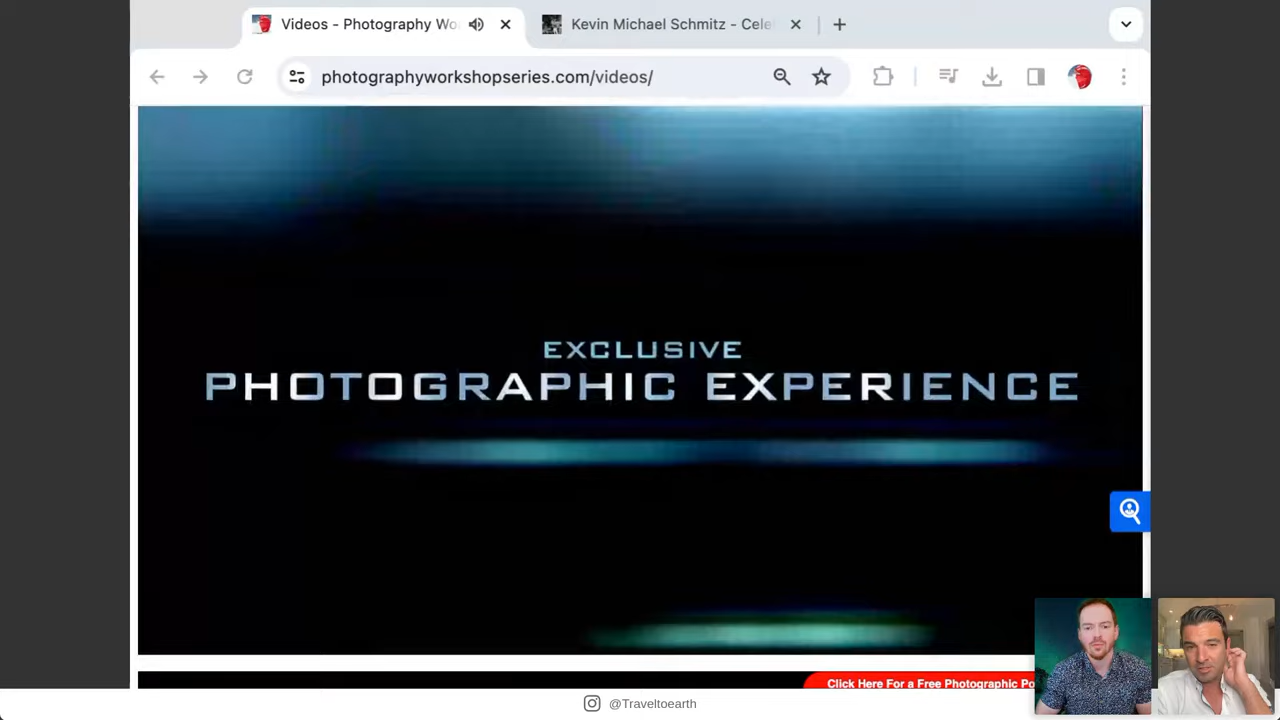 Videos - Photography Wo
Kevin Michael Schmitz - Cele
photographyworkshopseries.com/videos/
EXCLUSIVE
PHOTOGRAPHIC EXPERIENCE
Click Here For a Free Photographic Po
@Traveltoearth